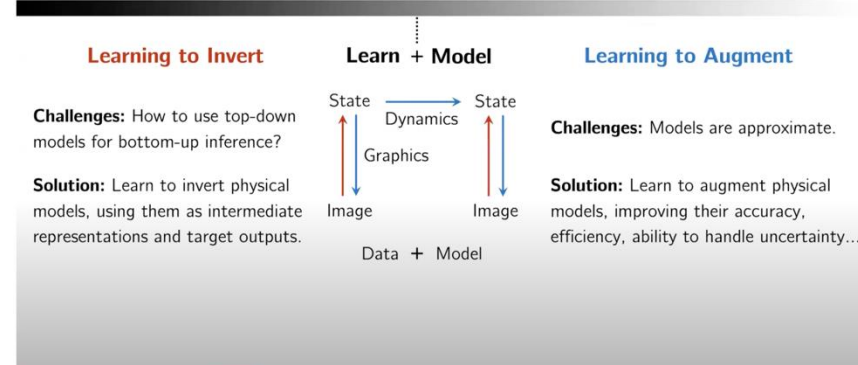 Learning to Invert
Challenges: How to use top-down
models for bottom-up inference?
Solution: Learn to invert physical
models, using them as intermediate
representations and target outputs.
Learn + Model
State State
Dynamics
Graphics
Image Image
Data + Model
Learning to Augment
Challenges: Models are approximate.
Solution: Learn to augment physical
models, improving their accuracy,
efficiency, ability to handle uncertainty...